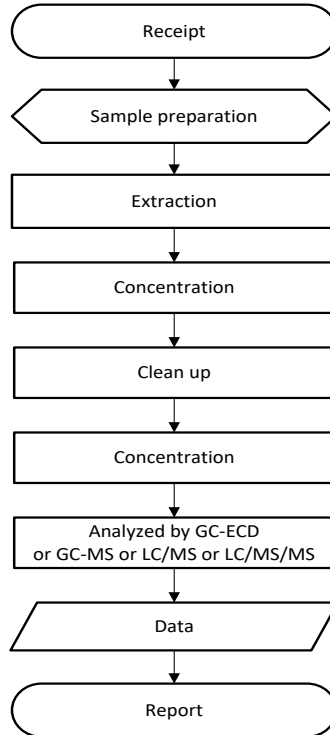 Receipt
Sample preparation
Extraction
Concentration
Clean up
Concentration
Analyzed by GC-ECD
or GC-MS or LC/MS or LC/MS/MS
Data
Report